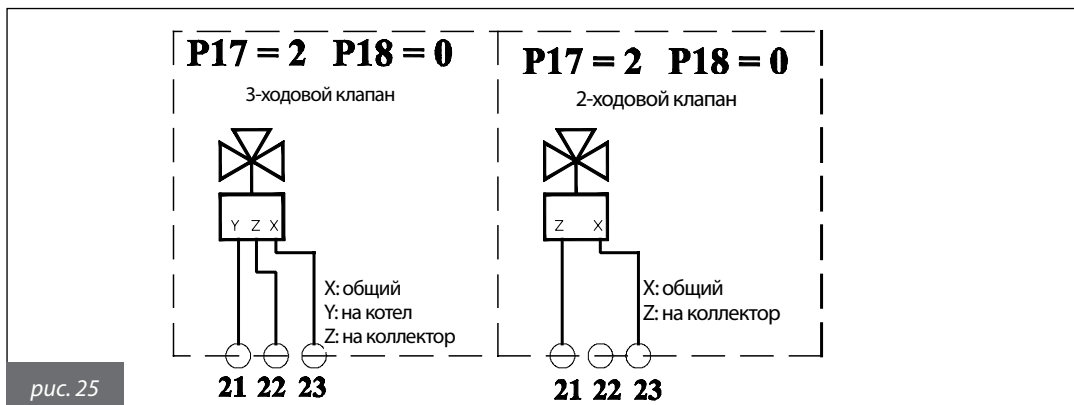 P17 = 2 P18 = 0
3-ходовой клапан
Y Z X
X: общий
Y: на котел
Z: на коллектор
21 22 23
P17 = 2 P18 = 0
2-ходовой клапан
Z X
X: общий
Z: на коллектор
21 22 23
рис. 25